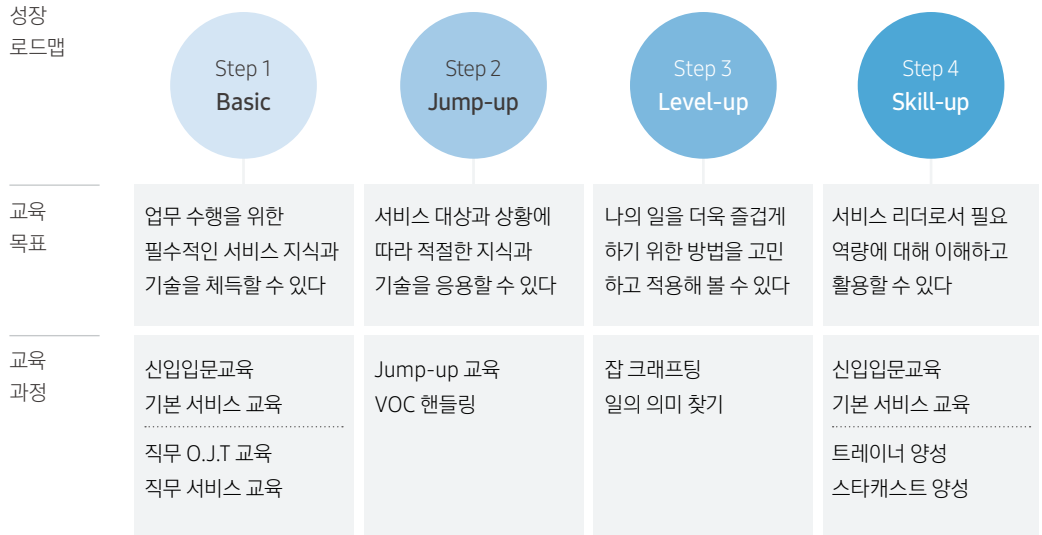 성장
로드맵
Step 1
Basic
Step 2
Jump-up
Step 3
Level-up
Step 4
Skill-up
교육
목표
업무 수행을 위한
필수적인 서비스 지식과
기술을 체득할 수 있다
서비스 대상과 상황에
따라 적절한 지식과
기술을 응용할 수 있다
나의 일을 더욱 즐겁게
하기 위한 방법을 고민
하고 적용해 볼 수 있다
서비스 리더로서 필요
역량에 대해 이해하고
활용할 수 있다
교육
과정
신입입문교육
기본 서비스 교육
직무 O.J.T 교육
직무 서비스 교육
Jump-up 교육
VOC 핸들링
잡 크래프팅
일의 의미 찾기
신입입문교육
기본 서비스 교육
트레이너 양성
스타캐스트 양성